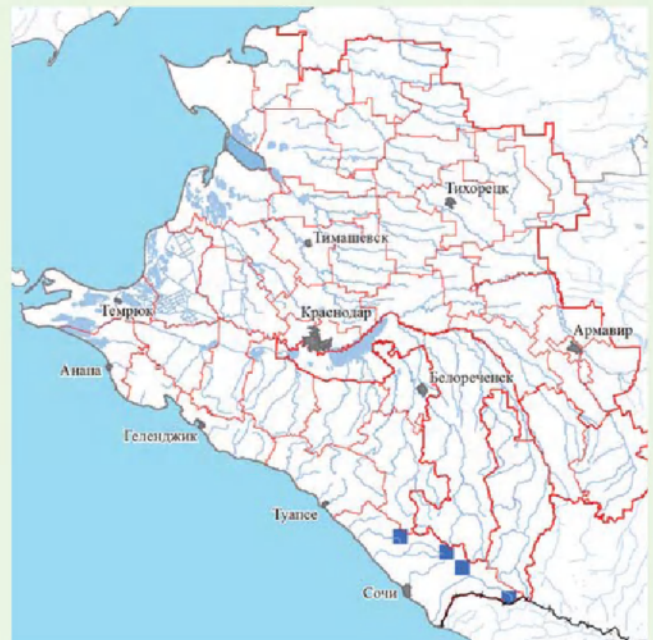 Тихорецк
Тимашевск
Темрюк
Краснодар
Армавир
Анапа
Белореченск
Геленджик
Туапсе
Сочи